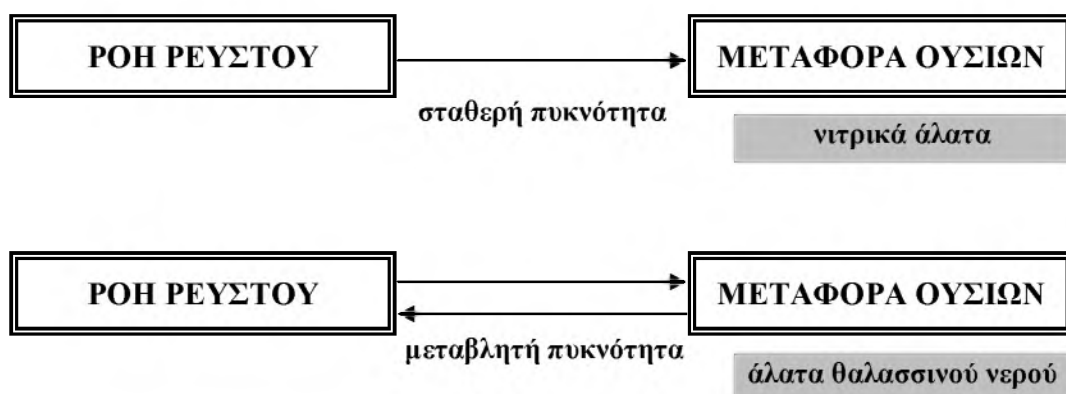 ΡΟΗ ΡΕΥΣΤΟΥ
ΜΕΤΑΦΟΡΑ ΟΥΣΙΩΝ
σταθερή πυκνότητα
νιτρικά άλατα
ΡΟΗ ΡΕΥΣΤΟΥ
ΜΕΤΑΦΟΡΑ ΟΥΣΙΩΝ
μεταβλητή πυκνότητα
άλατα θαλασσινού νερού